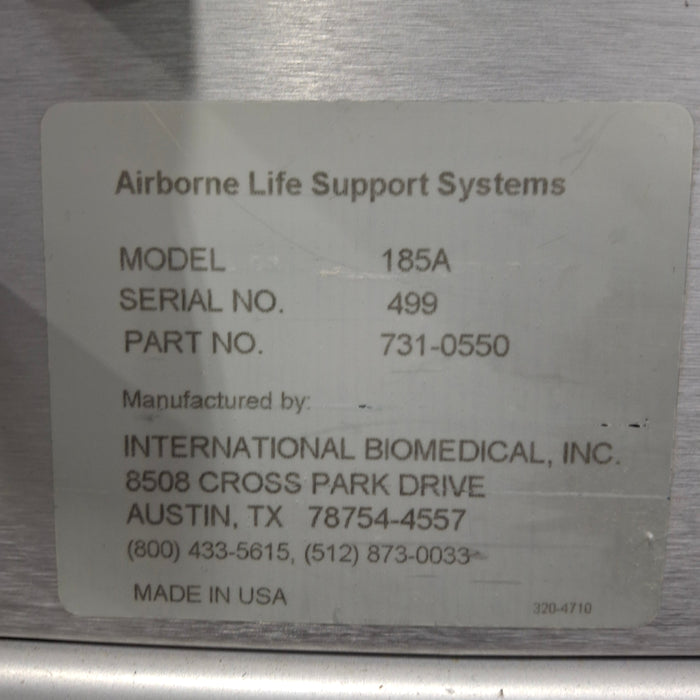 Airborne Life Support Systems
MODEL 185A
SERIAL NO. 499
PART NO. 731-0550
Manufactured by:
INTERNATIONAL BIOMEDICAL, INC.
8508 CROSS PARK DRIVE
AUSTIN, TX 78754-4557
(800) 433-5615, (512) 873-0033
MADE IN USA
320-4710